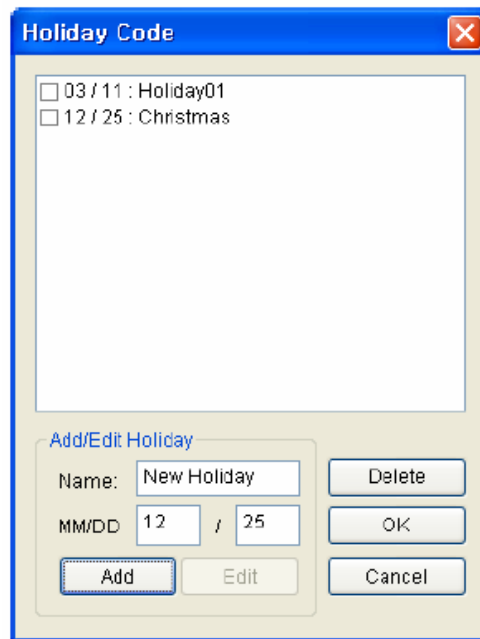 Holiday Code
03 / 11 : Holiday01
12 / 25 : Christmas
Add/Edit Holiday
Name: New Holiday
MM/DD 12 / 25
Add Edit
Delete
OK
Cancel